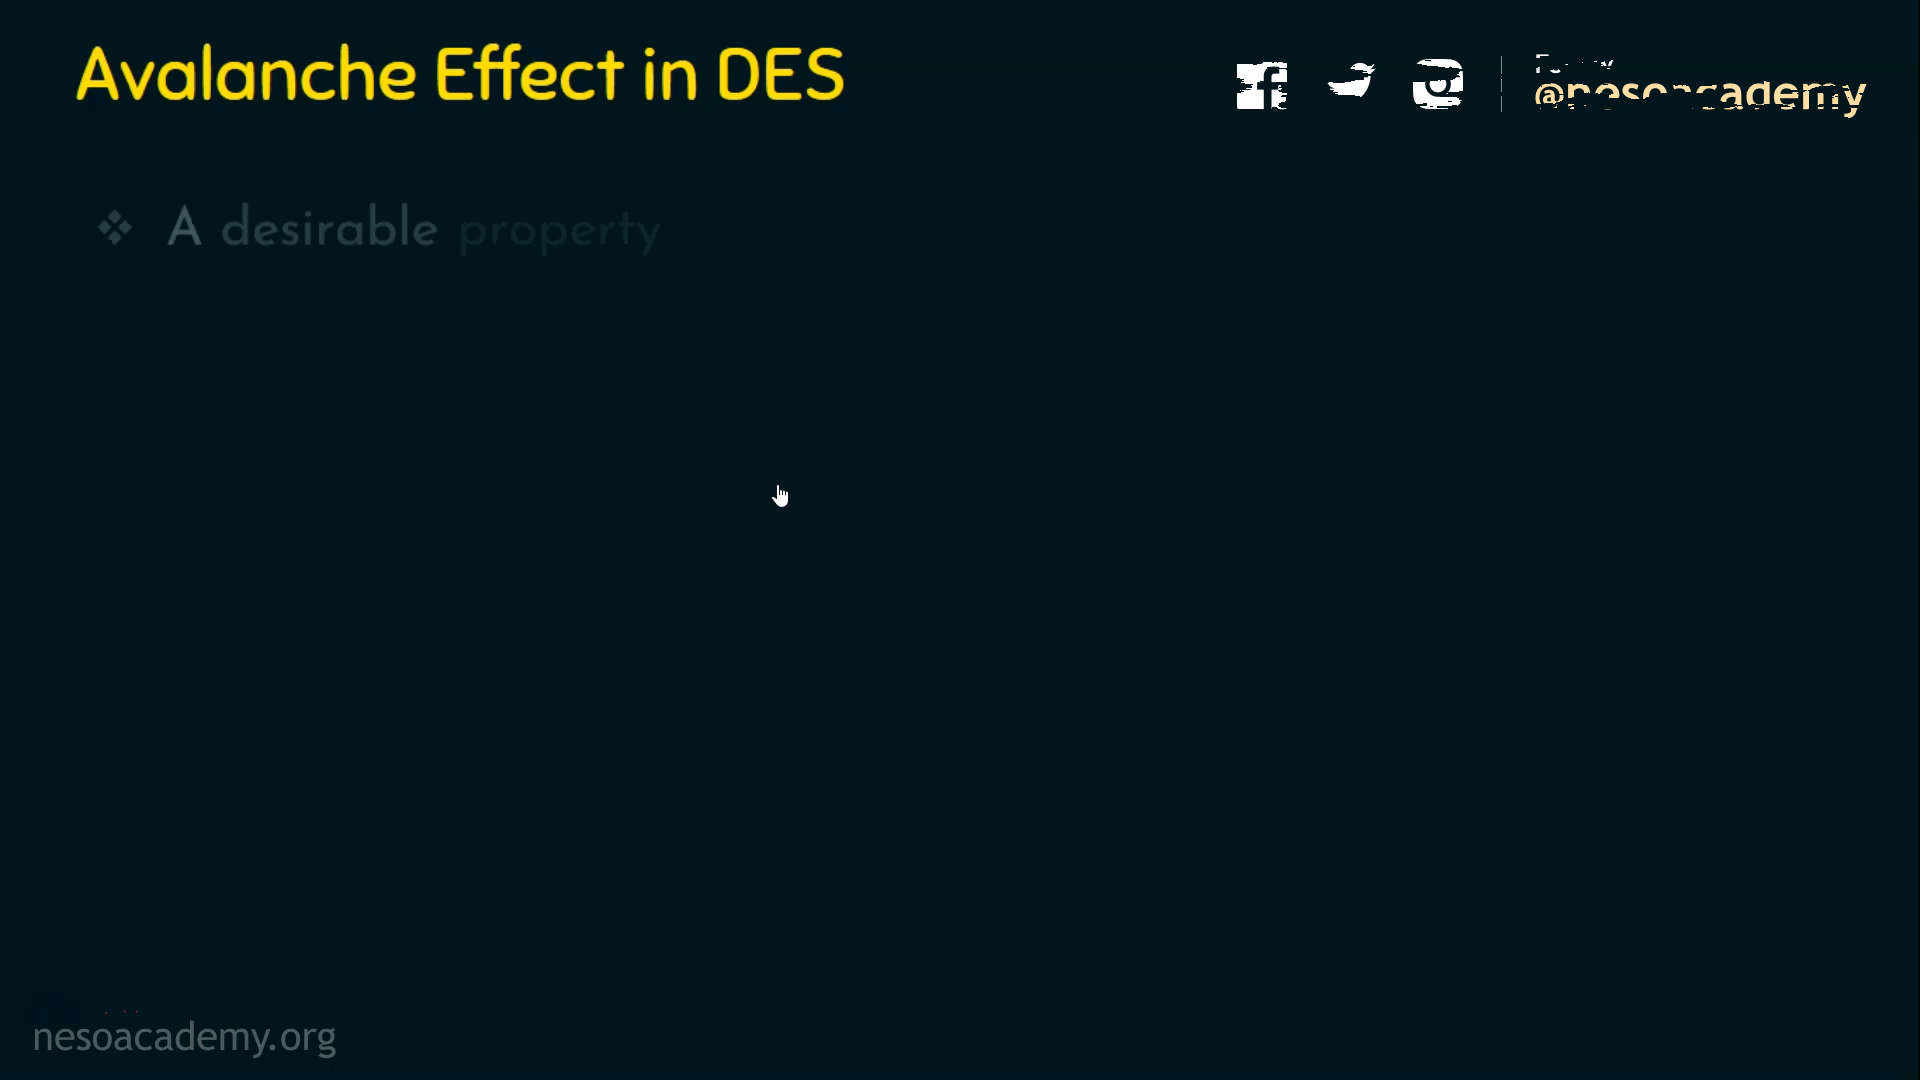 Avalanche Effect in DES
@nesoacademy
❖ A desirable property
nesoacademy.org